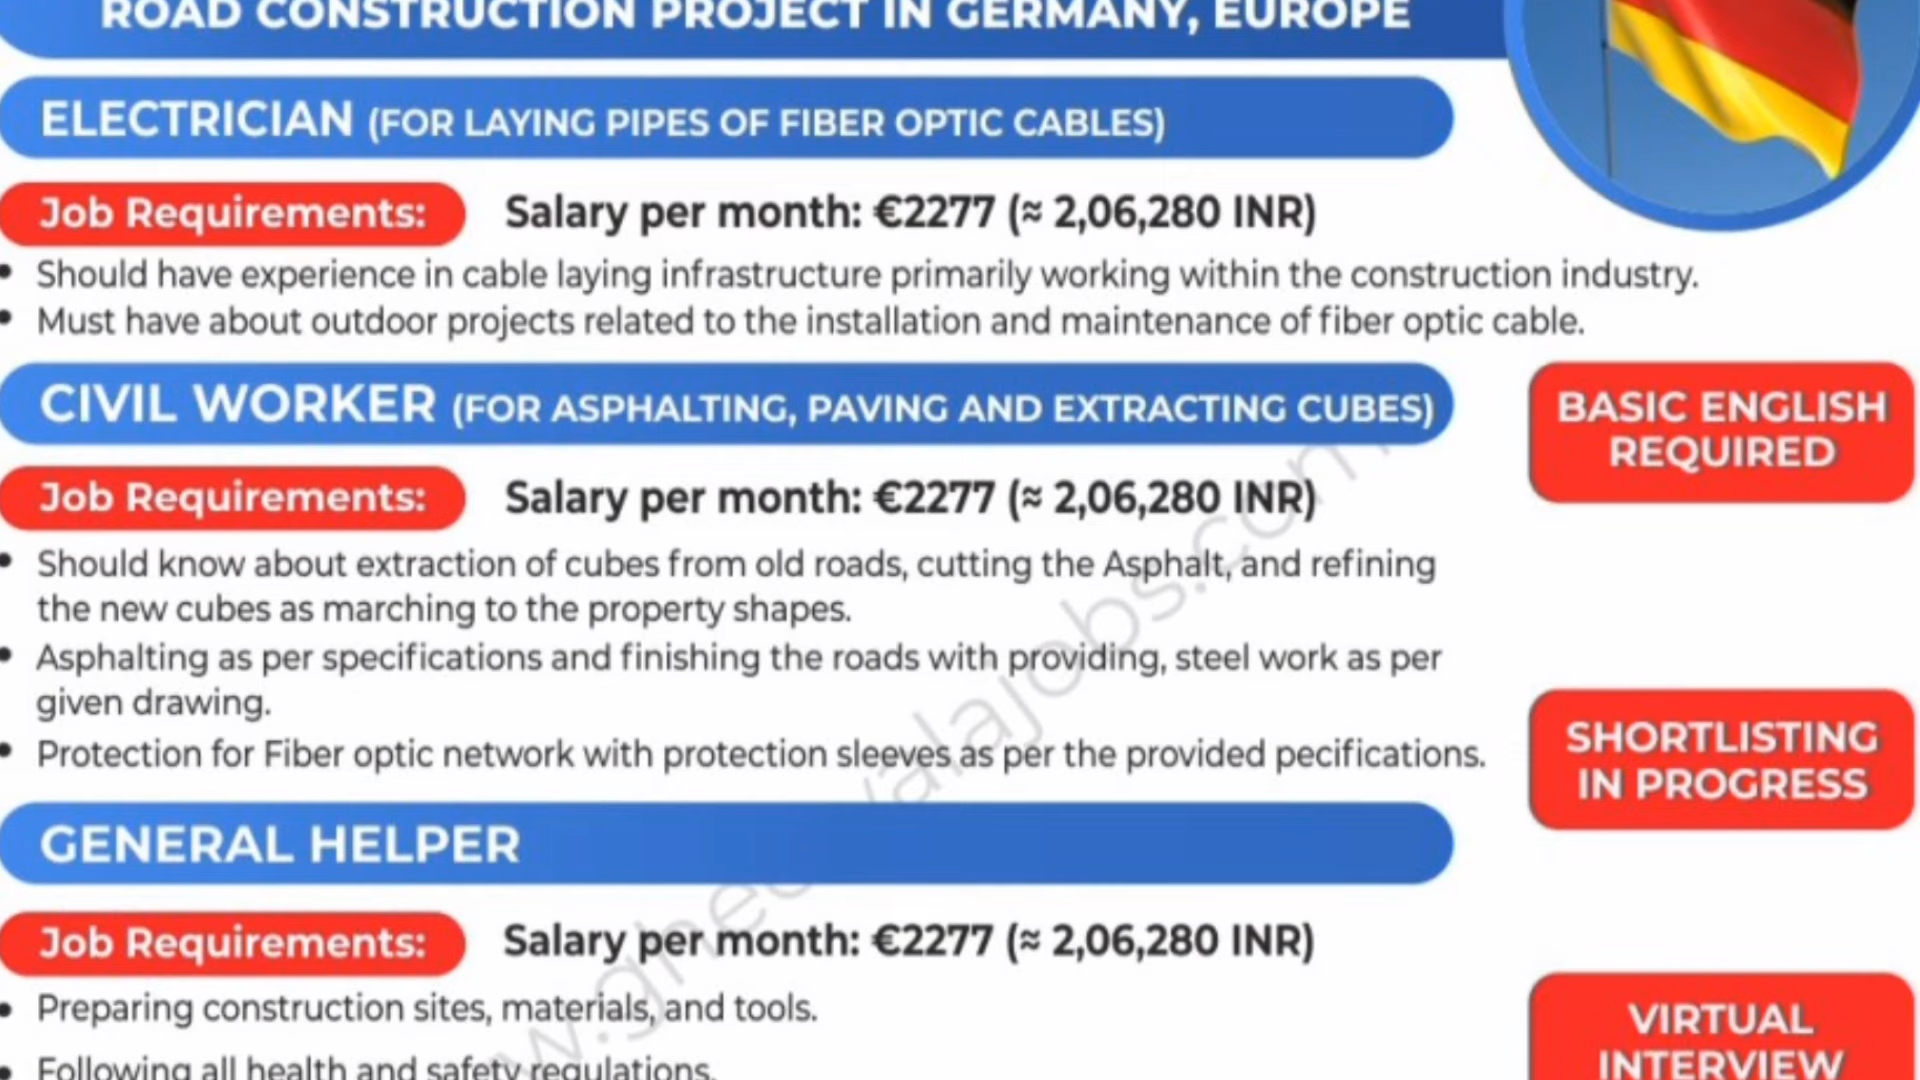 ROAD CONSTRUCTION PROJECT IN GERMANY, EUROPE
ELECTRICIAN (FOR LAYING PIPES OF FIBER OPTIC CABLES)
Job Requirements: Salary per month: €2277 (≈ 2,06,280 INR)
• Should have experience in cable laying infrastructure primarily working within the construction industry.
• Must have about outdoor projects related to the installation and maintenance of fiber optic cable.
CIVIL WORKER (FOR ASPHALTING, PAVING AND EXTRACTING CUBES)
BASIC ENGLISH
REQUIRED
Job Requirements: Salary per month: €2277 (≈ 2,06,280 INR)
• Should know about extraction of cubes from old roads, cutting the Asphalt, and refining
the new cubes as marching to the property shapes.
• Asphalting as per specifications and finishing the roads with providing, steel work as per
given drawing.
• Protection for Fiber optic network with protection sleeves as per the provided pecifications.
SHORTLISTING
IN PROGRESS
GENERAL HELPER
Job Requirements: Salary per month: €2277 (≈ 2,06,280 INR)
• Preparing construction sites, materials, and tools.
• Following all health and safety regulations.
VIRTUAL
INTERVIEW